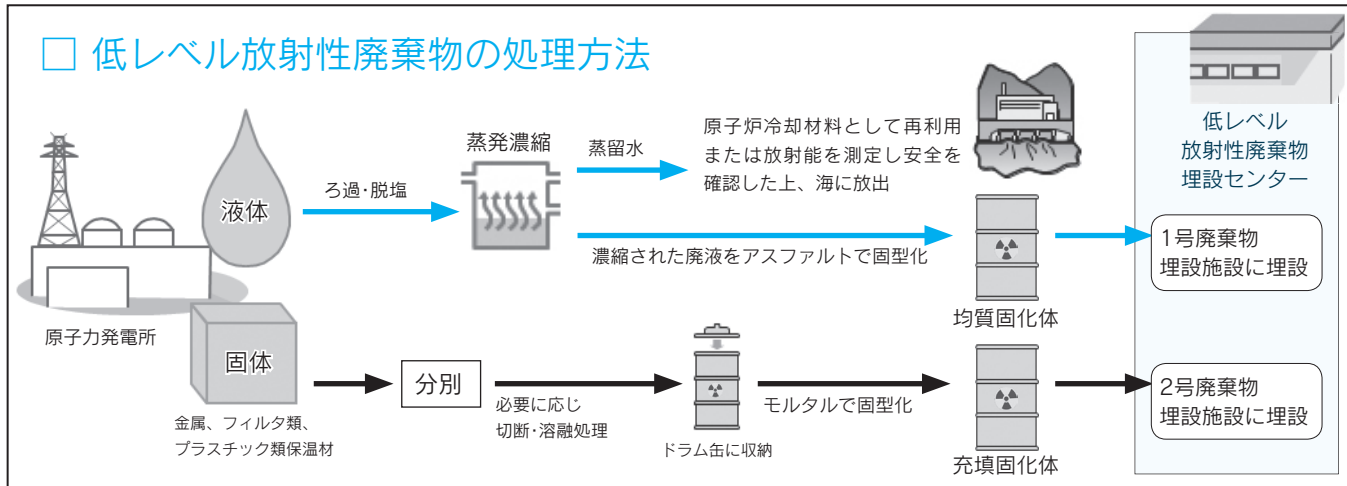 □ 低レベル放射性廃棄物の処理方法
低レベル
放射性廃棄物
埋設センター
液体
ろ過・脱塩
蒸発濃縮
蒸留水
原子炉冷却材料として再利用
または放射能を測定し安全を
確認した上、海に放出
濃縮された廃液をアスファルトで固型化
均質固化体
1号廃棄物
埋設施設に埋設
原子力発電所
固体
金属、フィルタ類、
プラスチック類保温材
分別
必要に応じ
切断・溶融処理
ドラム缶に収納
モルタルで固型化
充填固化体
2号廃棄物
埋設施設に埋設